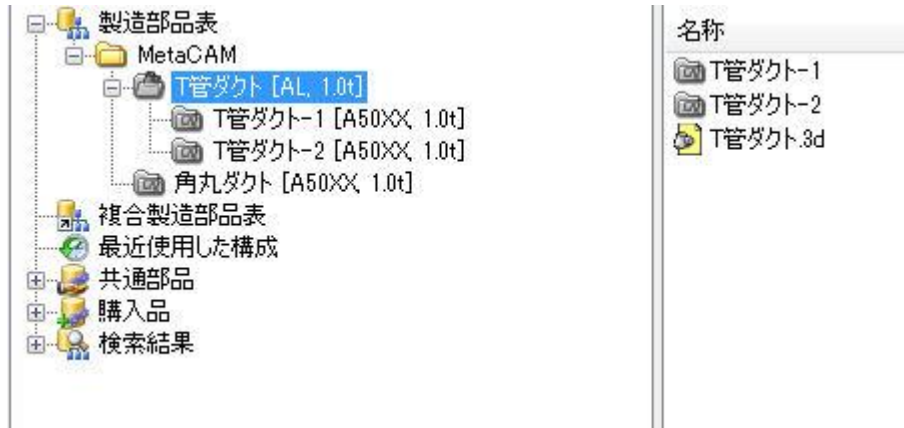 製造部品表
MetaCAM
T管ダクト [AL, 1.0t]
T管ダクト-1 [A50XX, 1.0t]
T管ダクト-2 [A50XX, 1.0t]
角丸ダクト [A50XX, 1.0t]
複合製造部品表
最近使用した構成
共通部品
購入品
検索結果
名称
T管ダクト-1
T管ダクト-2
T管ダクト.3d